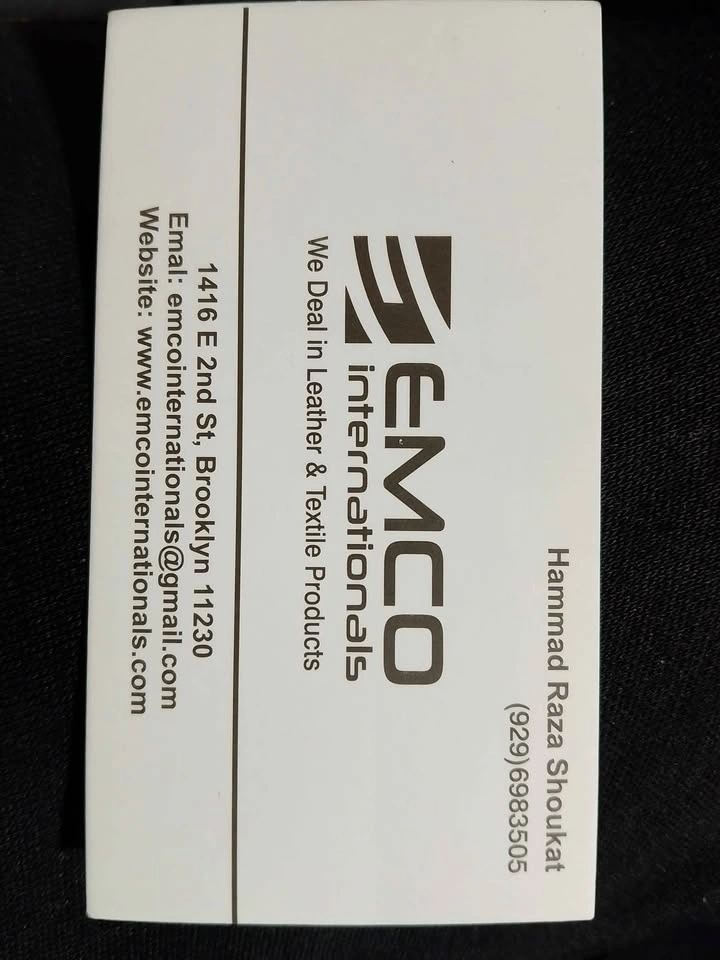 Hammad Raza Shoukat
(929)6983505
EMCO
internationals
We Deal in Leather & Textile Products
1416 E 2nd St, Brooklyn 11230
Emal: emcointernationals@gmail.com
Website: www.emcointernationals.com